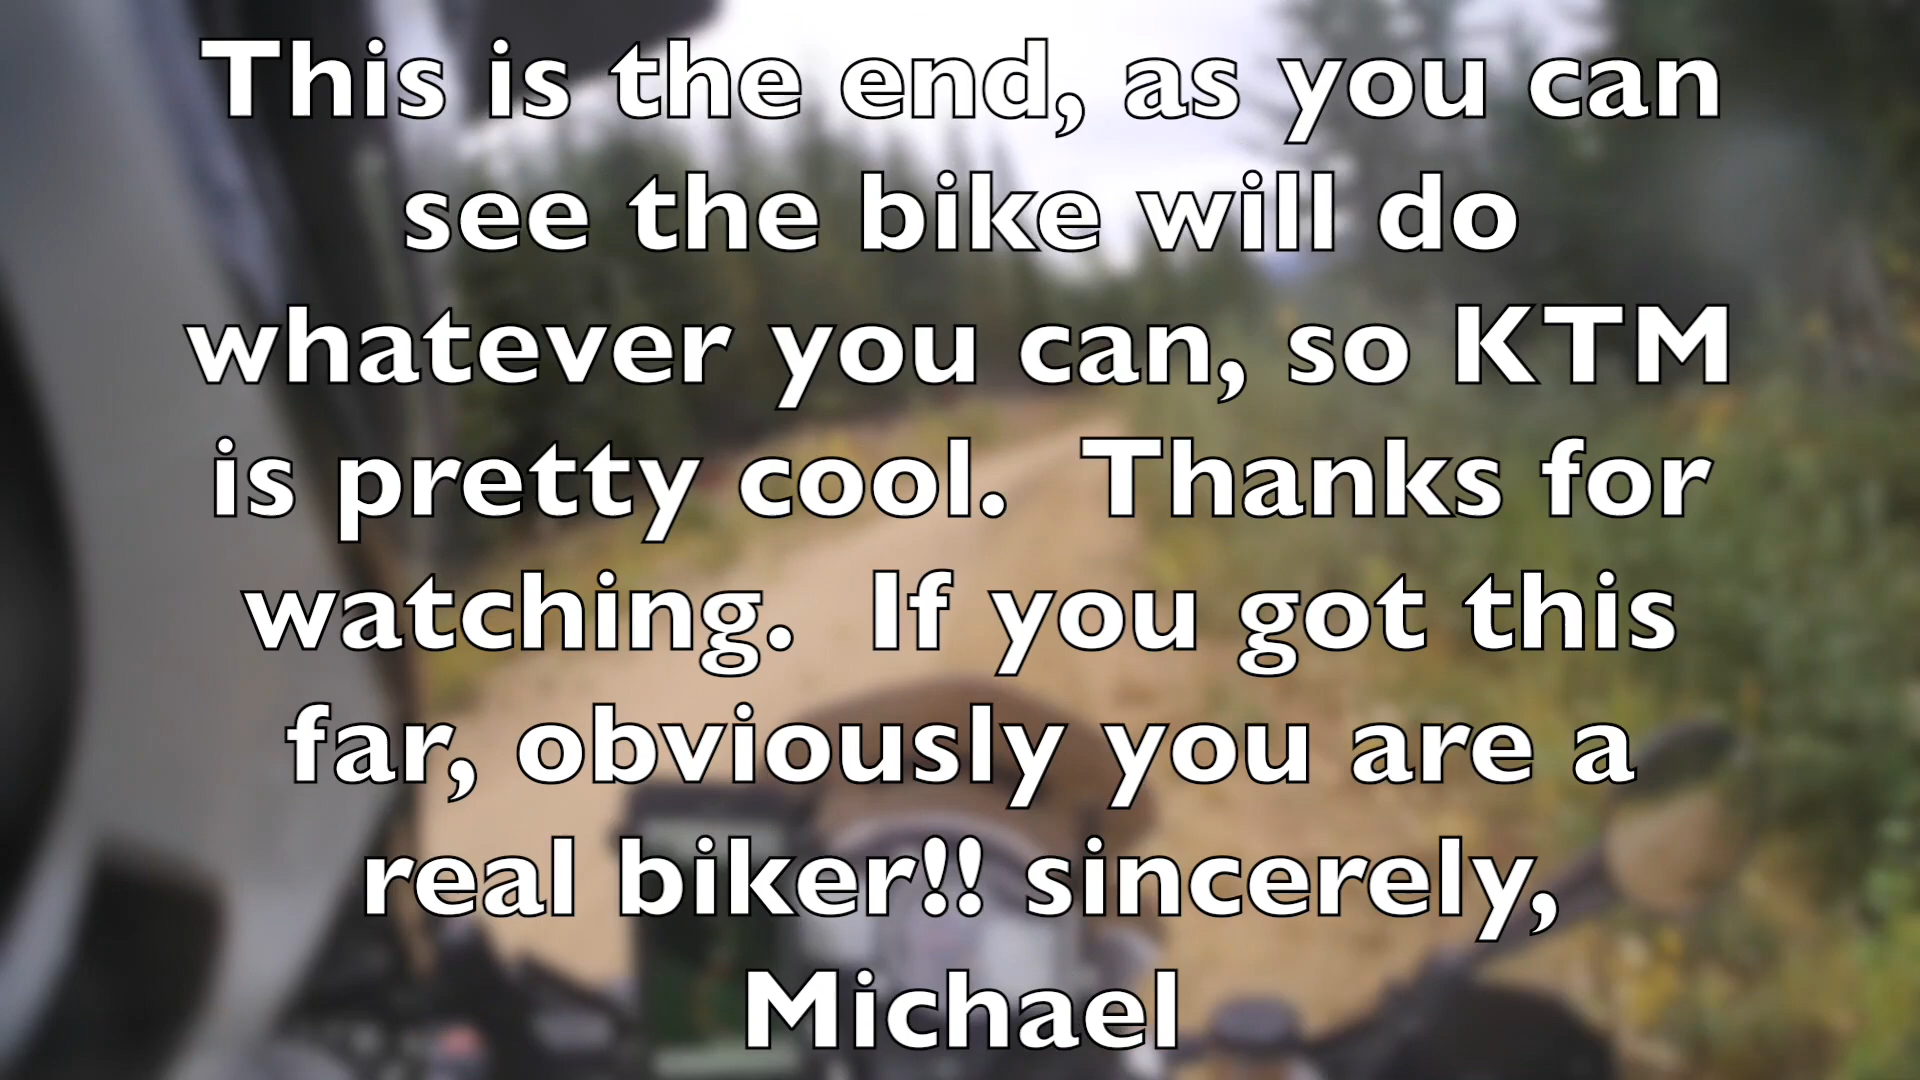 This is the end, as you can
see the bike will do
whatever you can, so KTM
is pretty cool.  Thanks for
watching.  If you got this
far, obviously you are a
real biker!! sincerely,
Michael